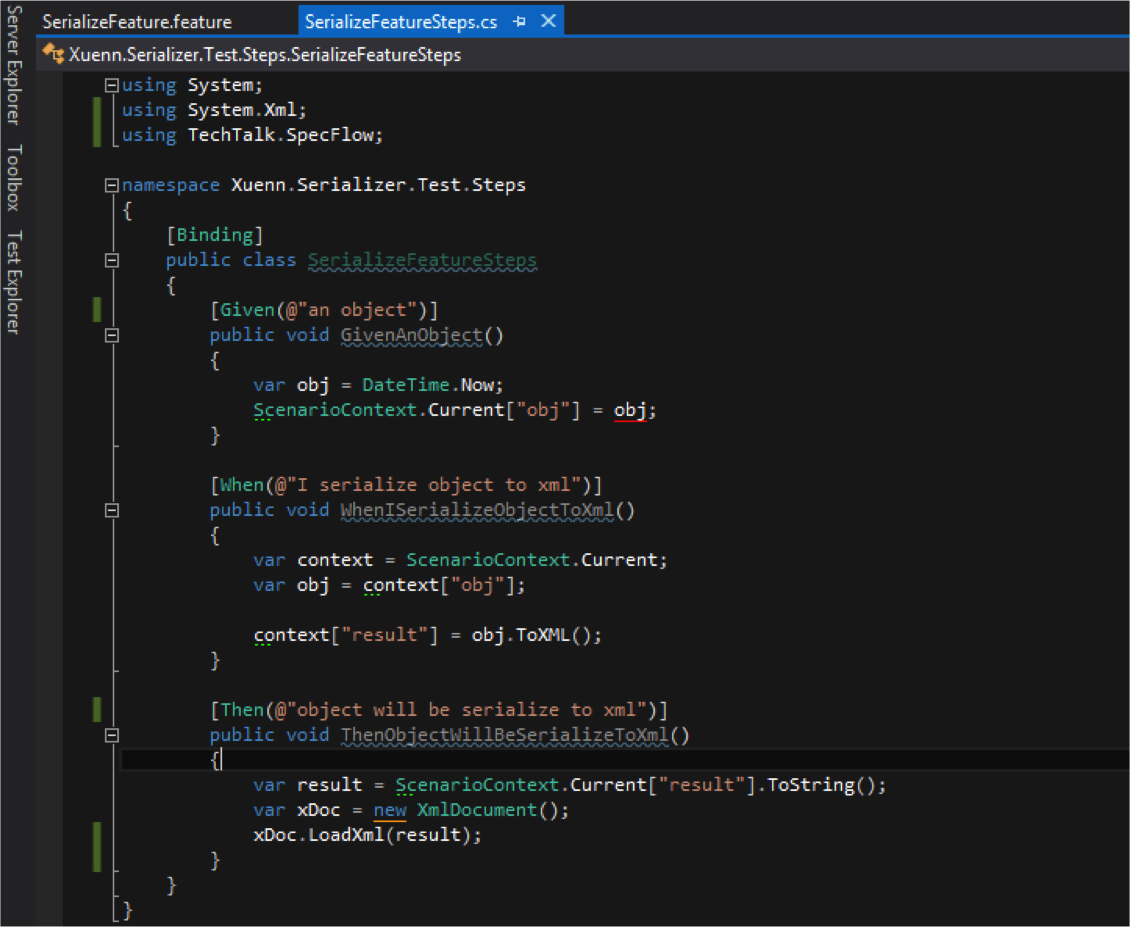 SerializeFeature.feature
SerializeFeatureSteps.cs
Xuenn.Serializer.Test.Steps.SerializeFeatureSteps
Server Explorer
Toolbox
Test Explorer
using System;
using System.Xml;
using TechTalk.SpecFlow;
namespace Xuenn.Serializer.Test.Steps
{
[Binding]
public class SerializeFeatureSteps
{
[Given(@"an object")]
public void GivenAnObject()
{
var obj = DateTime.Now;
ScenarioContext.Current["obj"] = obj;
}
[When(@"I serialize object to xml")]
public void WhenISerializeObjectToXml()
{
var context = ScenarioContext.Current;
var obj = context["obj"];
context["result"] = obj.ToXML();
}
[Then(@"object will be serialize to xml")]
public void ThenObjectWillBeSerializeToXml()
{
var result = ScenarioContext.Current["result"].ToString();
var xDoc = new XmlDocument();
xDoc.LoadXml(result);
}
}
}